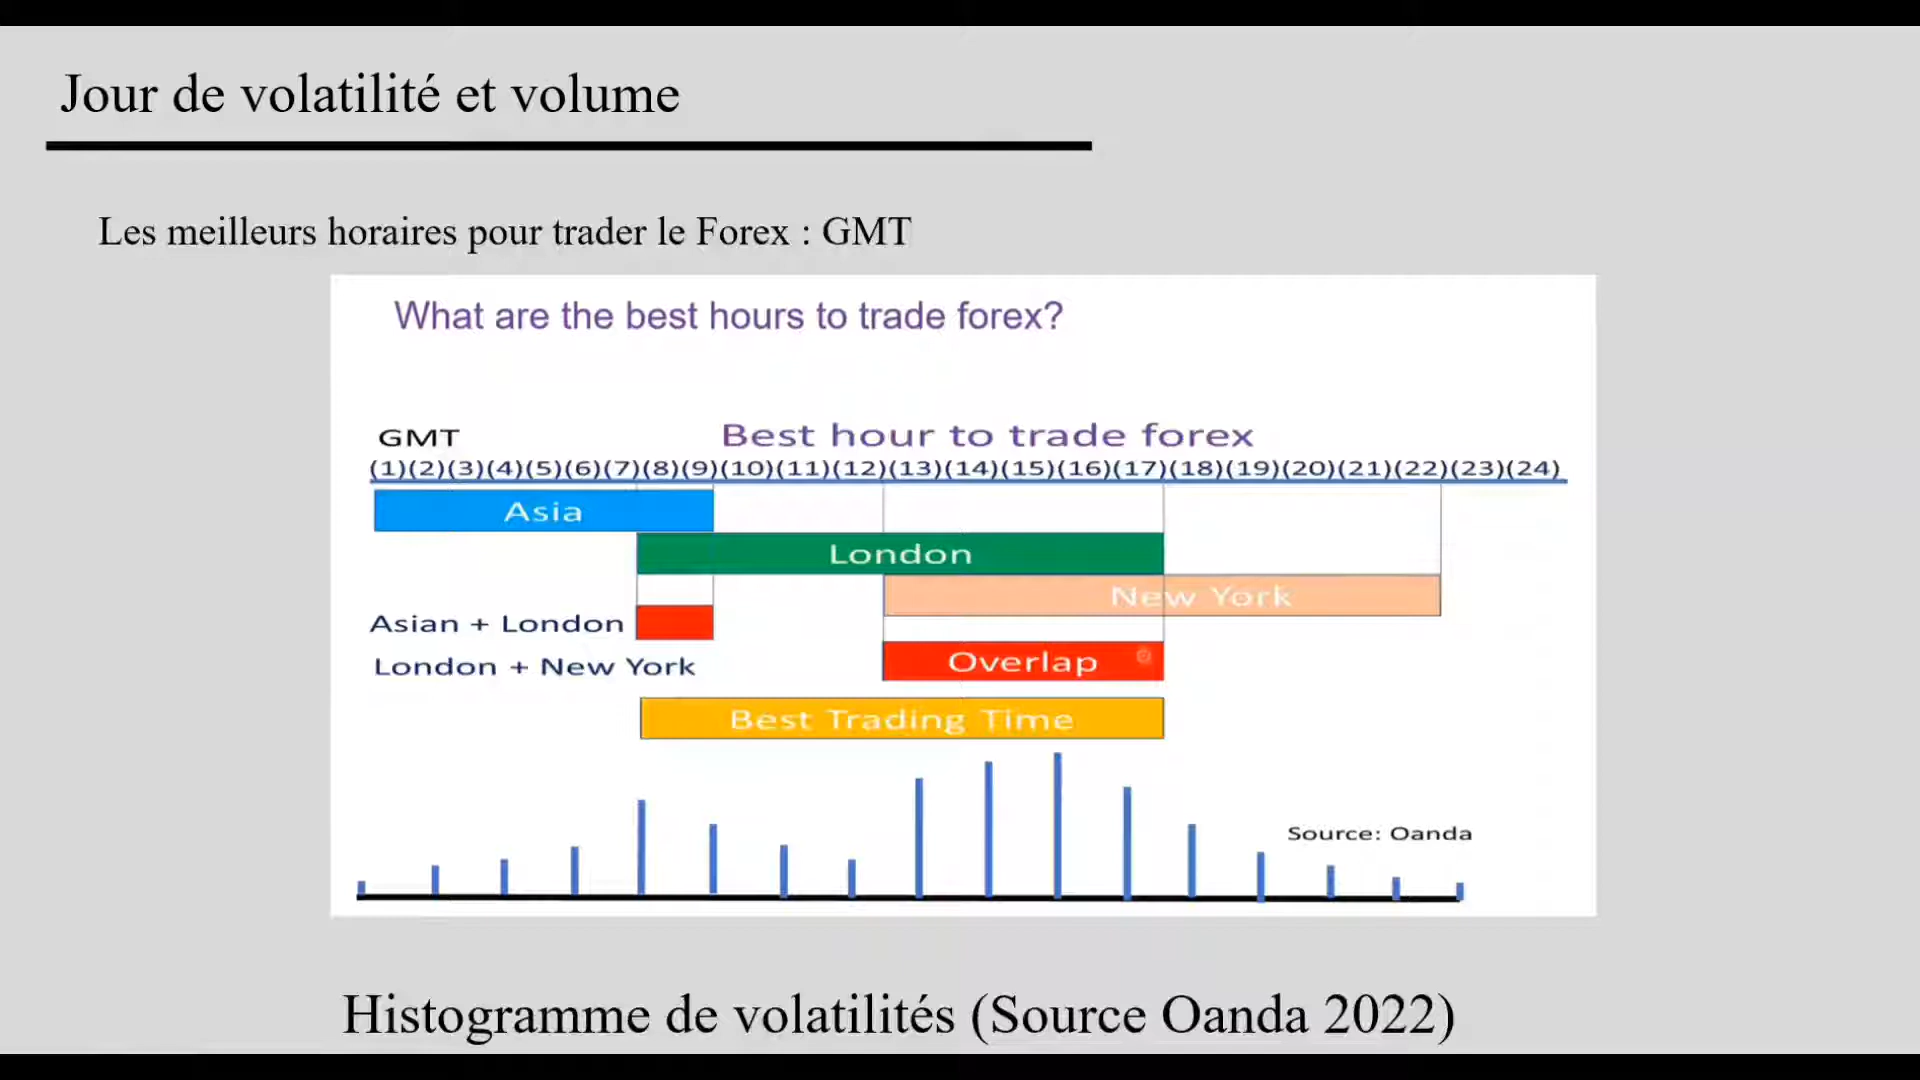 Jour de volatilité et volume
Les meilleurs horaires pour trader le Forex : GMT
What are the best hours to trade forex?
GMT
Best hour to trade forex
(1)(2)(3)(4)(5)(6)(7)(8)(9)(10)(11)(12)(13)(14)(15)(16)(17)(18)(19)(20)(21)(22)(23)(24)
Asia
London
New York
Asian + London
London + New York
Overlap
Best Trading Time
Source: Oanda
Histogramme de volatilités (Source Oanda 2022)